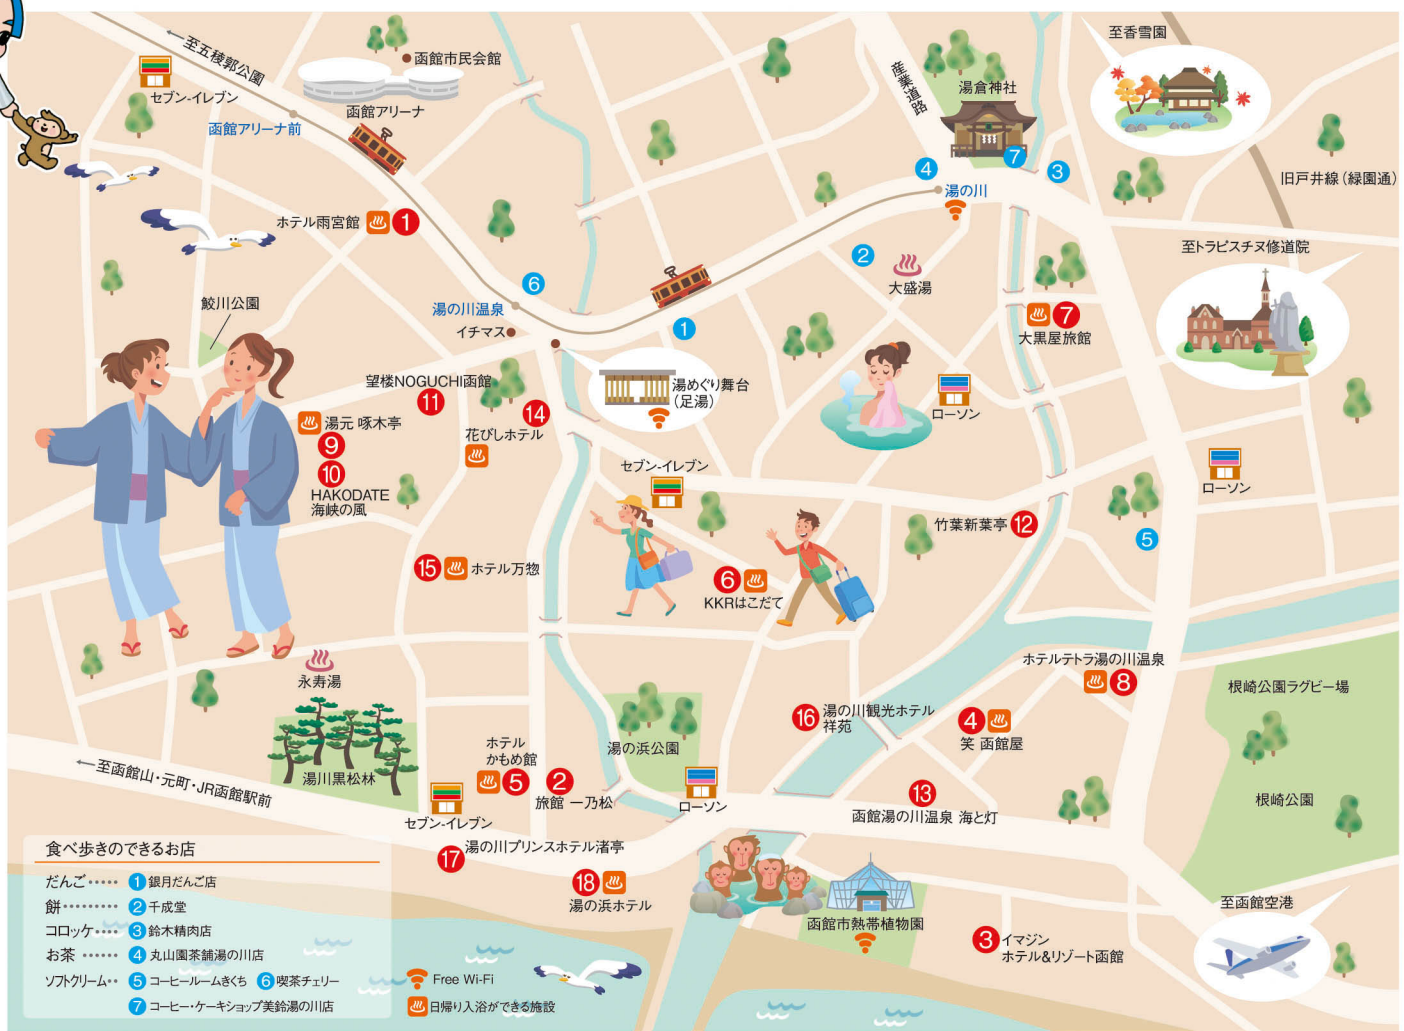 ←至五稜郭公園
セブン-イレブン
函館アリーナ前
函館市民会館
函館アリーナ
産業道路
湯倉神社
7
4
3
湯の川
至香雪園
旧戸井線（緑園通）
至トラピスチヌ修道院
ホテル雨宮館
1
鮫川公園
6
湯の川温泉
イチマス
1
2
大盛湯
7
大黒屋旅館
望楼NOGUCHI函館
11
14
花びしホテル
湯めぐり舞台
（足湯）
ローソン
湯元 啄木亭
9
10
HAKODATE
海峡の風
セブン-イレブン
ローソン
竹葉新葉亭 12
5
15
ホテル万惣
6
KKRはこだて
永寿湯
湯川黒松林
←至函館山・元町・JR函館駅前
ホテルテトラ湯の川温泉
8
根崎公園ラグビー場
根崎公園
16 湯の川観光ホテル
祥苑
4
笑 函館屋
湯の浜公園
ホテル
かもめ館
5
2
旅館 一乃松
ローソン
セブン-イレブン
13
函館湯の川温泉 海と灯
17 湯の川プリンスホテル渚亭
18
湯の浜ホテル
函館市熱帯植物園
3 イマジン
ホテル&リゾート函館
至函館空港
食べ歩きのできるお店
だんご・・・・・ 1 銀月だんご店
餅・・・・・・・・・ 2 千成堂
コロッケ・・・・ 3 鈴木精肉店
お茶・・・・・・ 4 丸山園茶舗湯の川店
ソフトクリーム・・ 5 コーヒールームきくち 6 喫茶チェリー
7 コーヒー・ケーキショップ美鈴湯の川店
Free Wi-Fi
日帰り入浴ができる施設